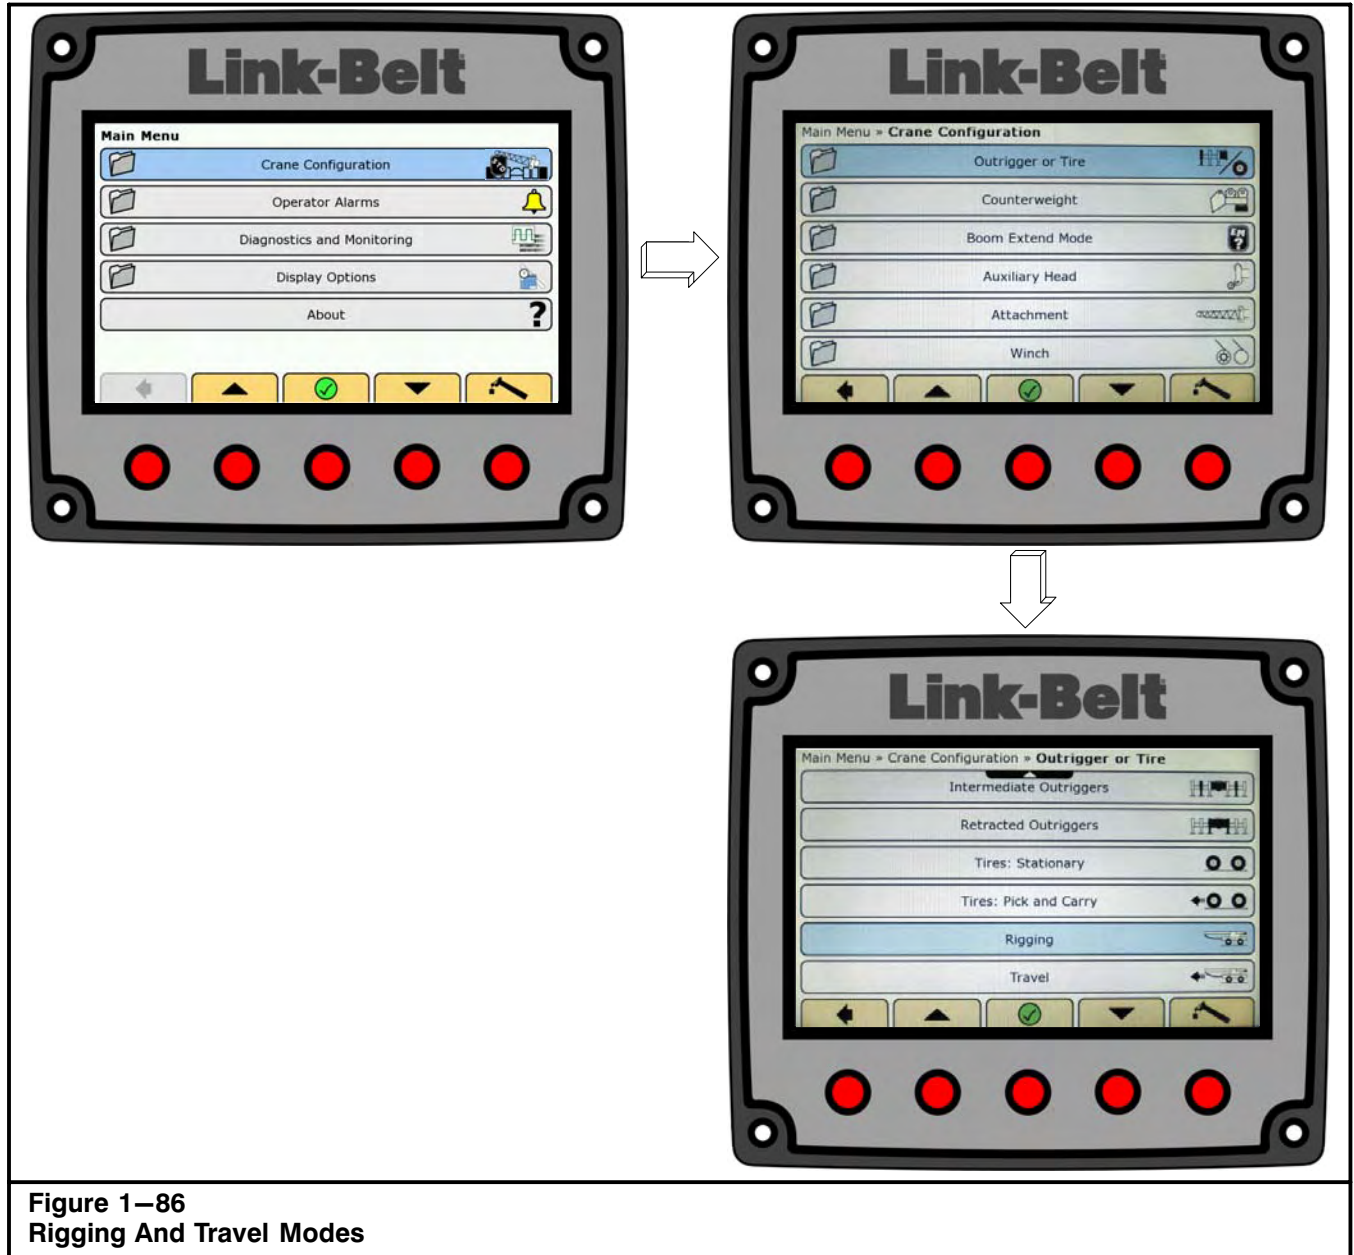 Link-Belt
Main Menu
Crane Configuration
Operator Alarms
Diagnostics and Monitoring
Display Options
About
?
Link-Belt
Main Menu » Crane Configuration
Outrigger or Tire
Counterweight
Boom Extend Mode
EM
?
Auxiliary Head
Attachment
Winch
Link-Belt
Main Menu » Crane Configuration » Outrigger or Tire
Intermediate Outriggers
Retracted Outriggers
Tires: Stationary
Tires: Pick and Carry
Rigging
Travel
Figure 1–86
Rigging And Travel Modes